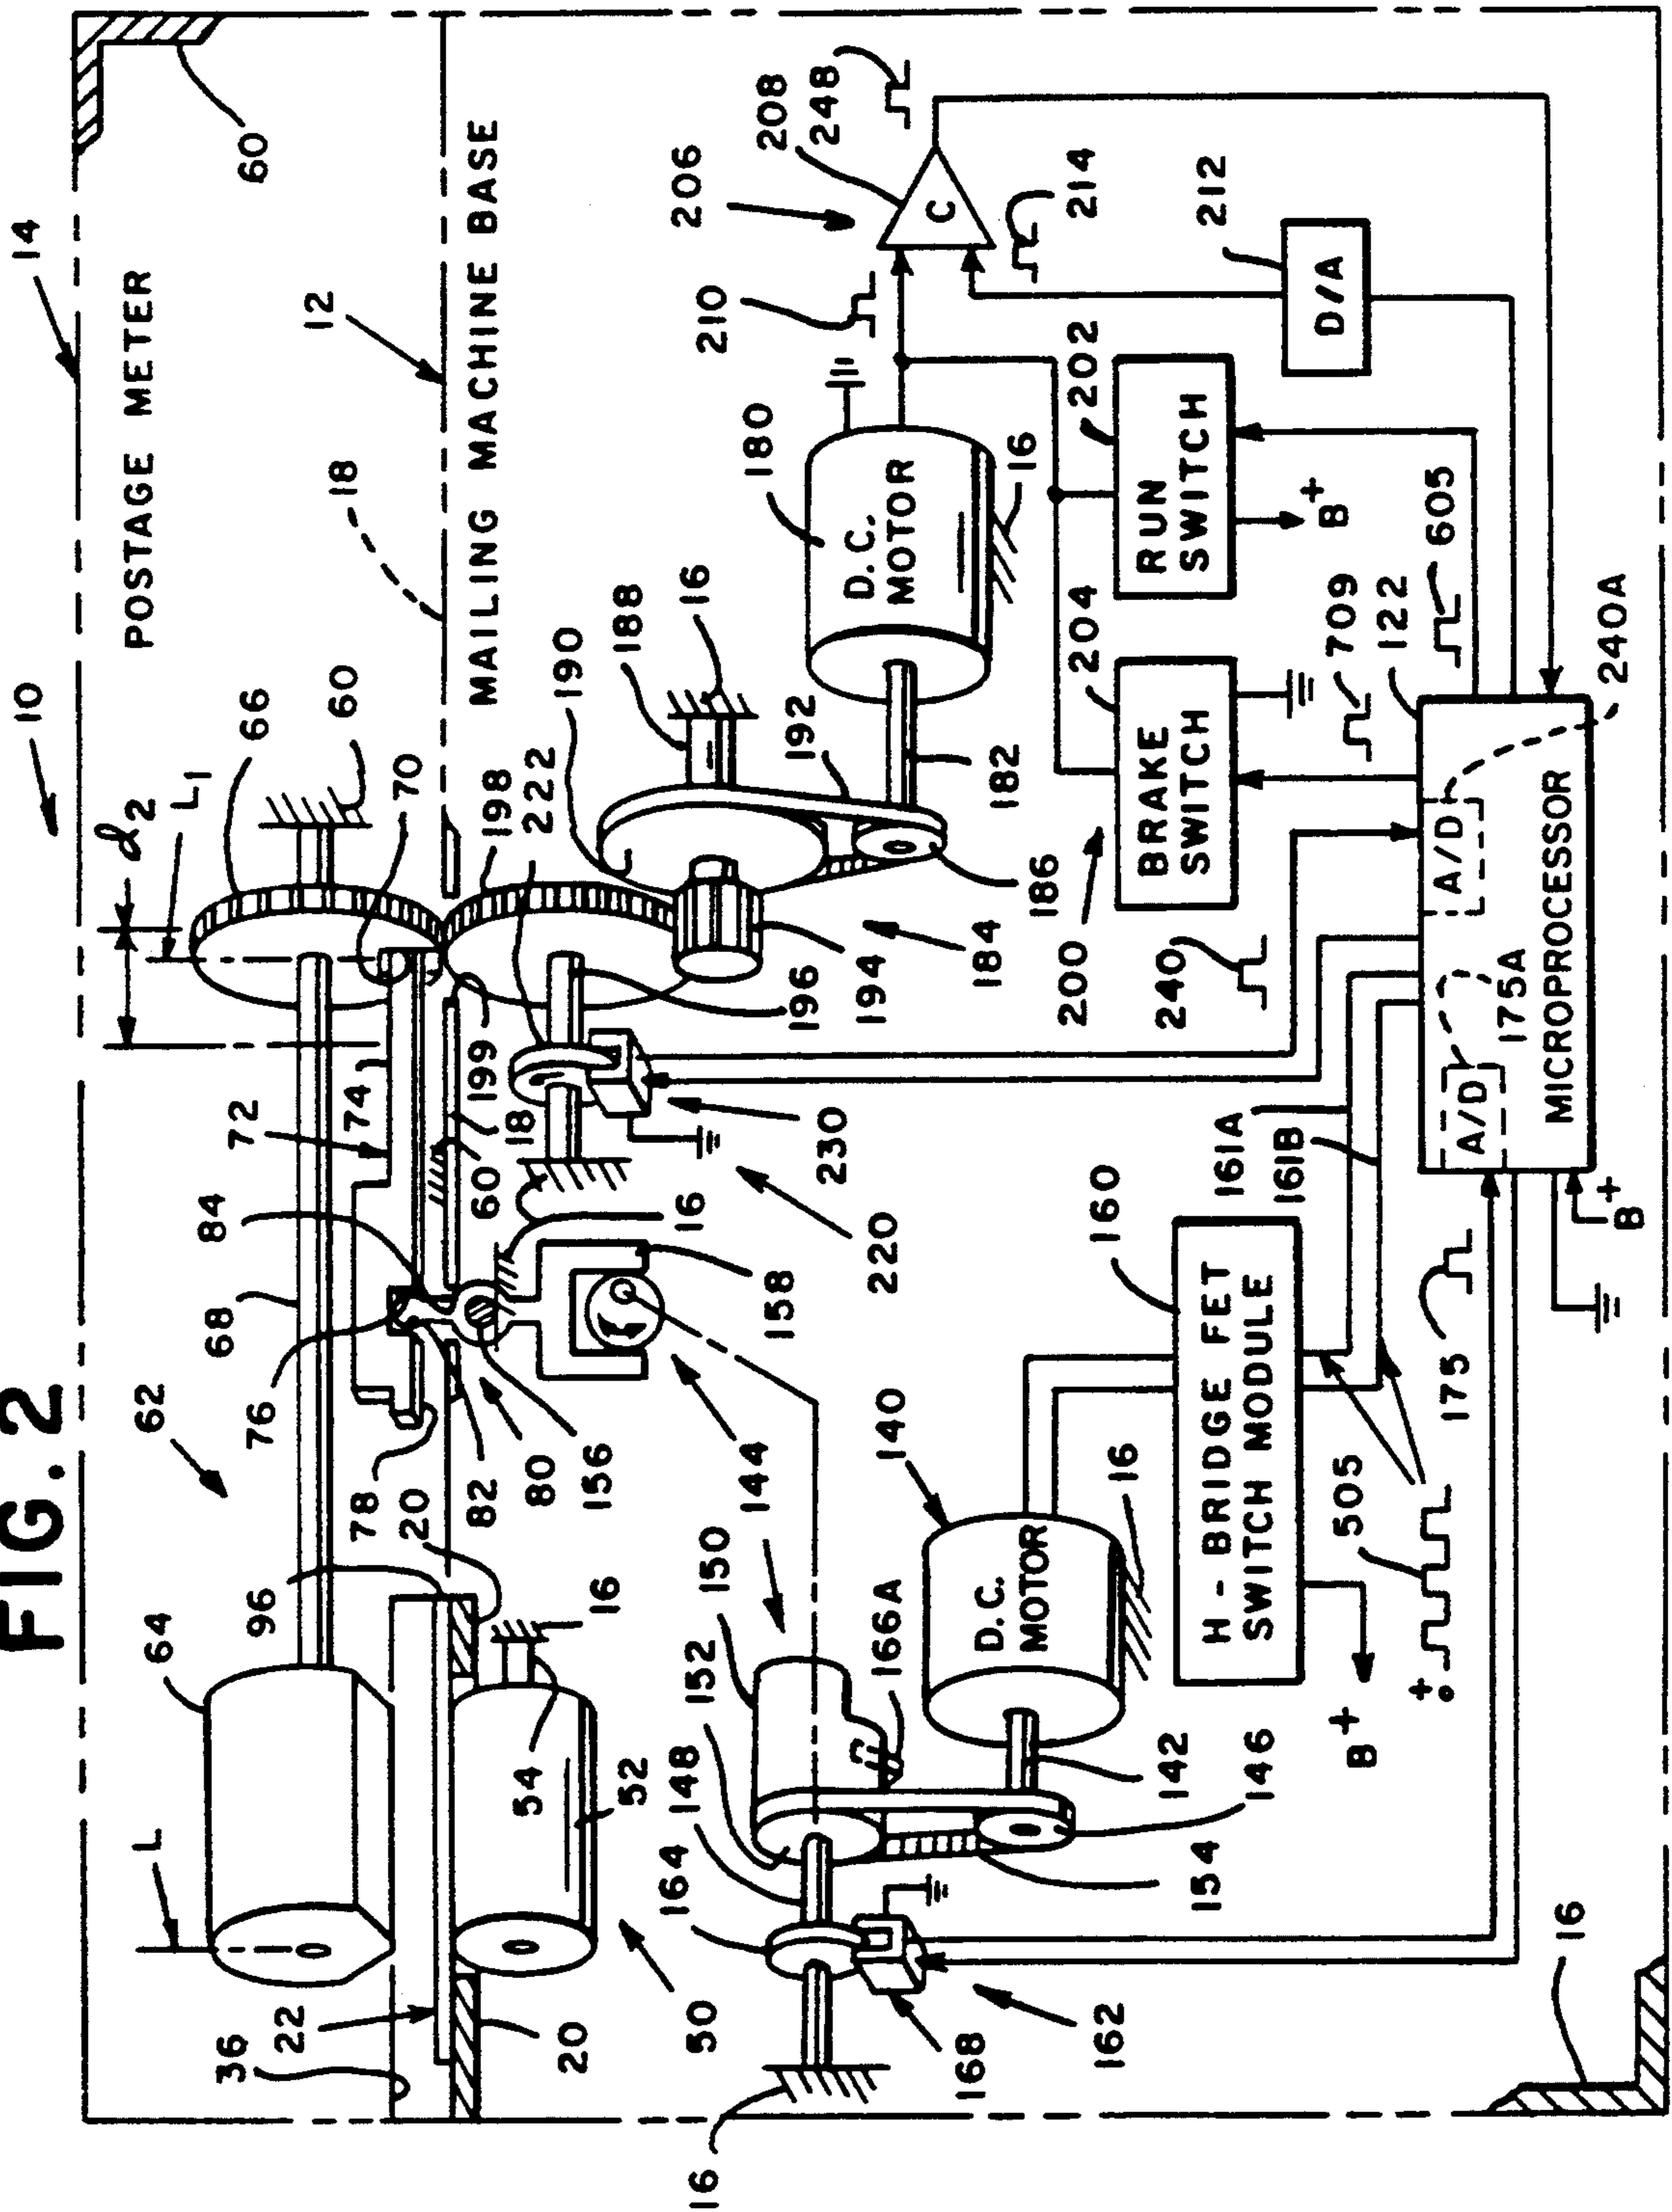 FIG. 2
10
14
L
64
62
68
72
74
d2
L1
66
60
70
POSTAGE METER
18
12
60
36
22
96
20
78
76
84
82
80
156
60
18
199
198
222
MAILING MACHINE BASE
20
50
52
54
16
16
158
144
220
230
196
194
184
190
188
16
192
186
182
180
D.C.
MOTOR
16
210
206
208
248
C
214
212
D/A
202
RUN
SWITCH
B+
204
BRAKE
SWITCH
200
240
709
122
605
240A
16
168
162
164
148
152
150
144
166A
154
146
142
140
D.C.
MOTOR
16
160
H-BRIDGE FET
SWITCH MODULE
B+
+
505
161A
161B
175
A/D
175A
A/D
MICROPROCESSOR
B+
16